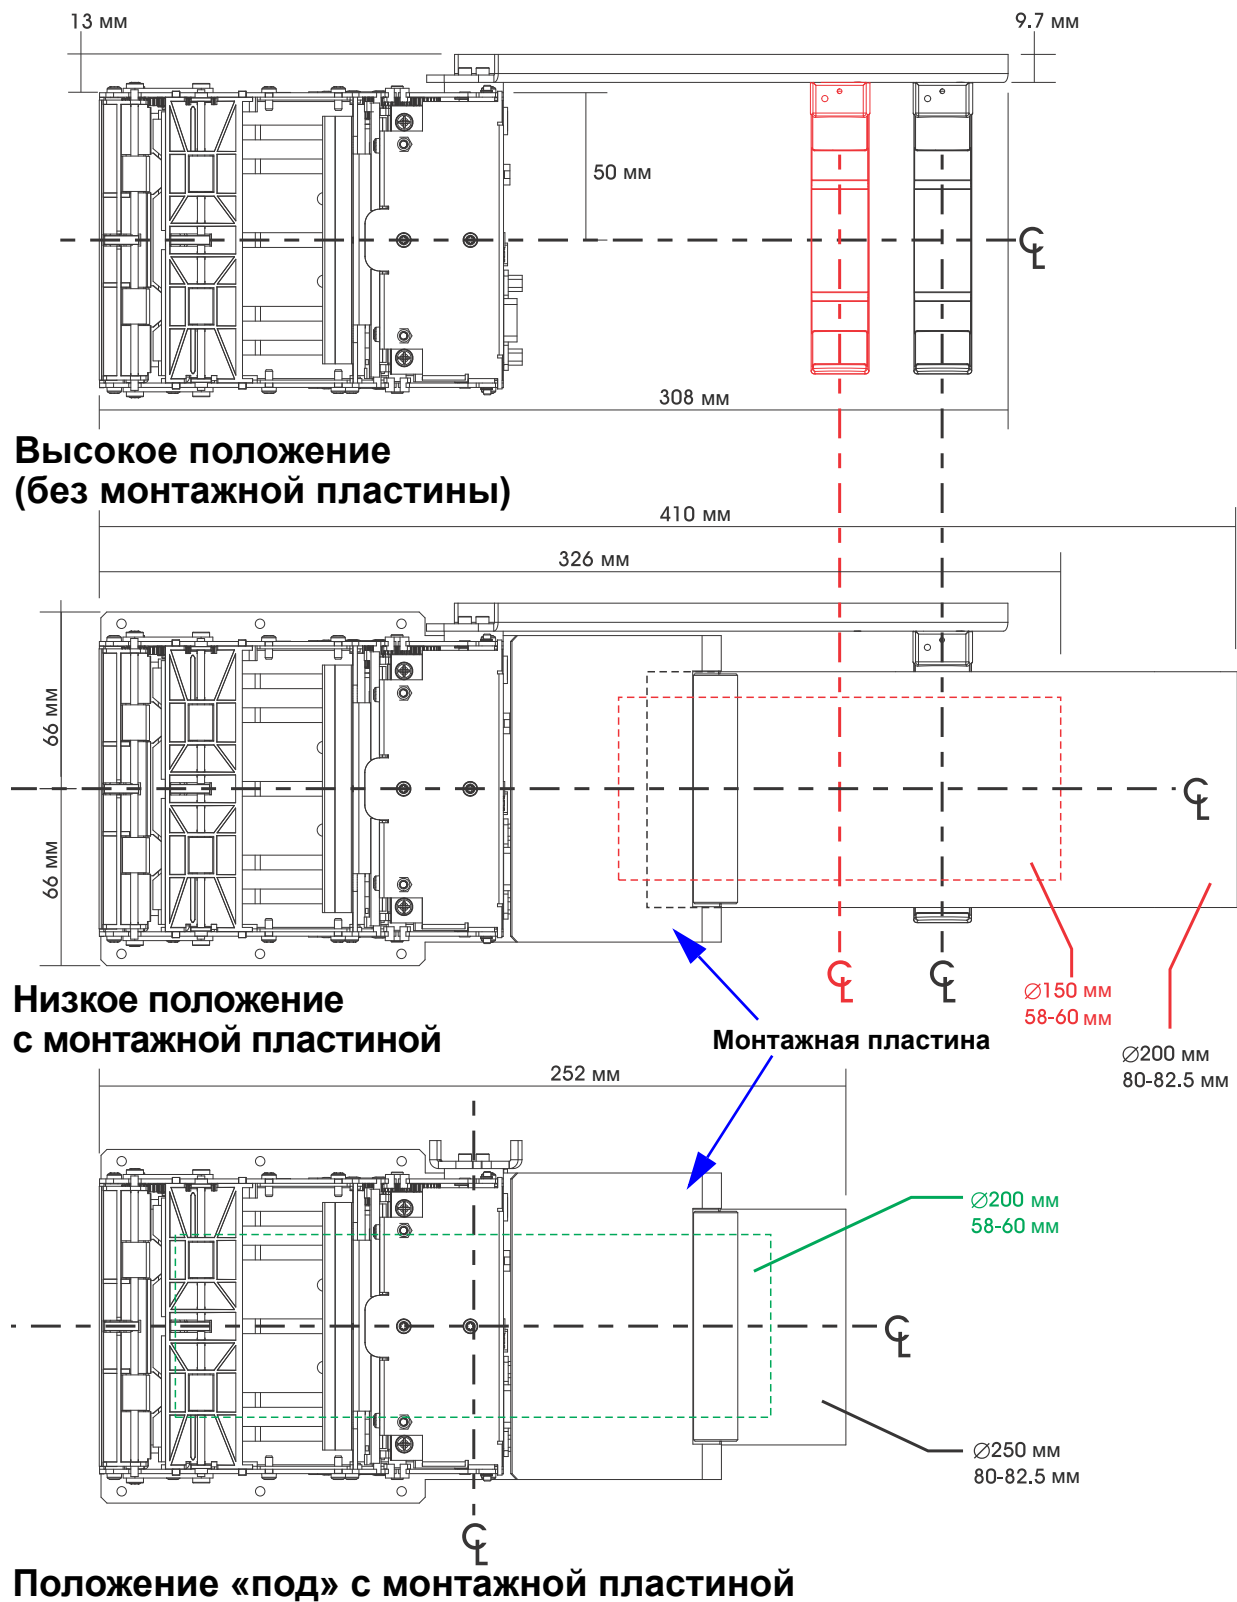 13 мм
9.7 мм
50 мм
℄
308 мм
Высокое положение
(без монтажной пластины)
410 мм
326 мм
66 мм
℄
66 мм
℄
℄
∅150 мм
58-60 мм
Низкое положение
с монтажной пластиной
Монтажная пластина
∅200 мм
80-82.5 мм
252 мм
∅200 мм
58-60 мм
℄
∅250 мм
80-82.5 мм
℄
Положение «под» с монтажной пластиной